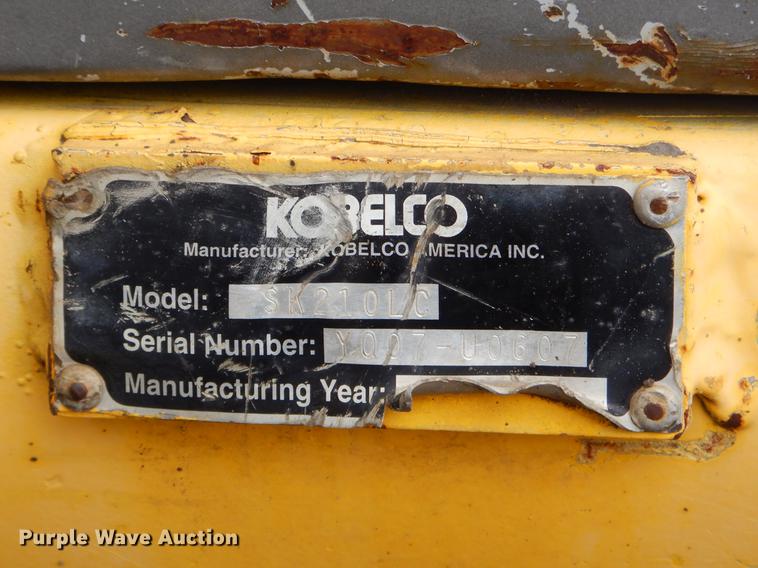 KOBELCO
Manufacturer: KOBELCO AMERICA INC.
Model: SK210LC
Serial Number: YQ07-U0607
Manufacturing Year:
Purple Wave Auction